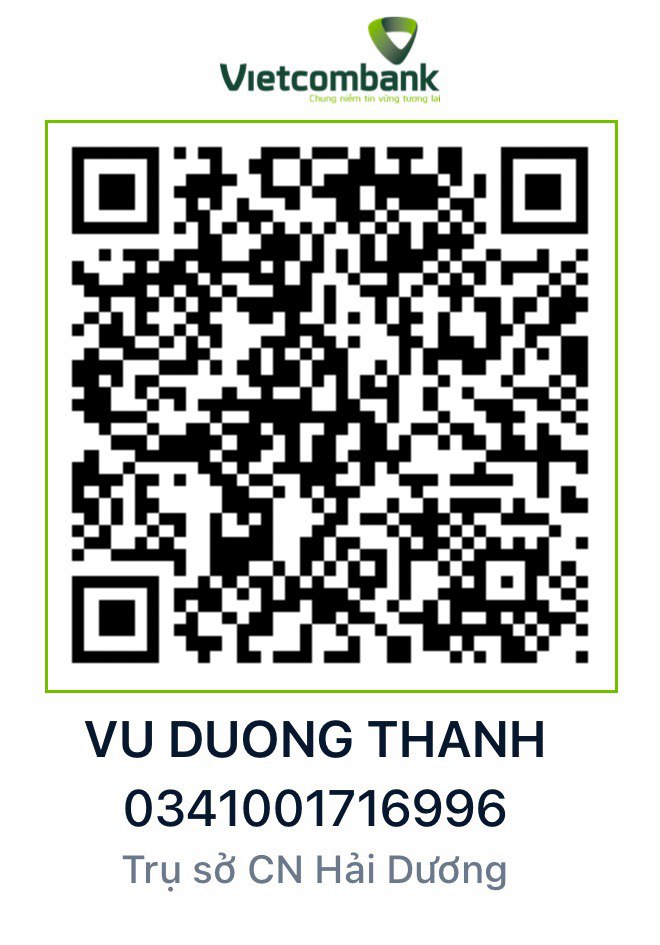 Vietcombank
Chung niềm tin vững tương lai
VU DUONG THANH
0341001716996
Trụ sở CN Hải Dương